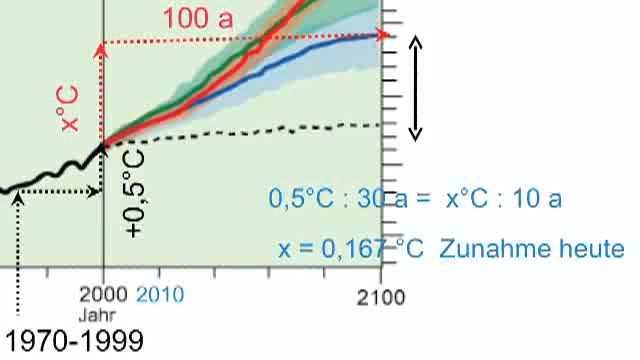 100 a
x°C
+0,5°C
0,5°C : 30 a = x°C : 10 a
x = 0,167 °C Zunahme heute
2000 2010 2100
Jahr
1970-1999